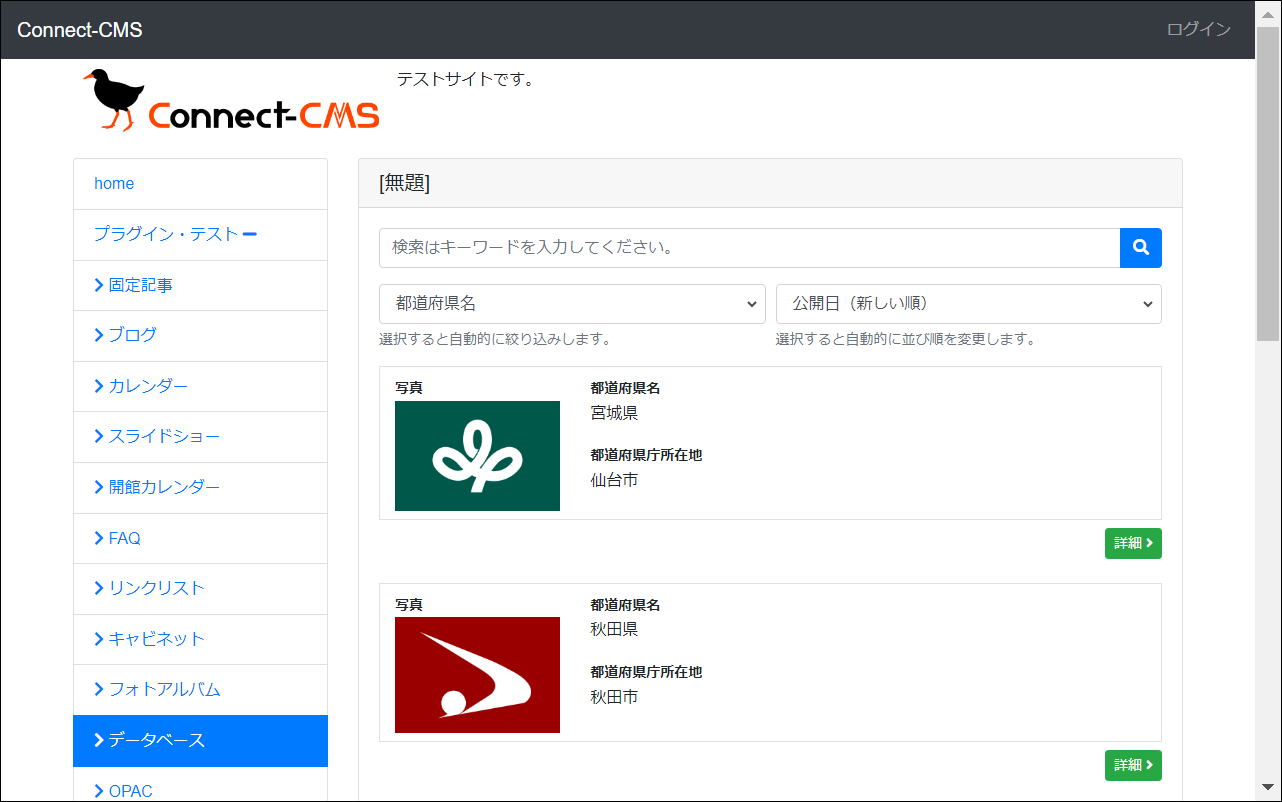 Connect-CMS
ログイン
Connect-CMS
テストサイトです。
home
プラグイン・テスト
固定記事
ブログ
カレンダー
スライドショー
開館カレンダー
FAQ
リンクリスト
キャビネット
フォトアルバム
データベース
OPAC
[無題]
検索はキーワードを入力してください。
都道府県名
公開日（新しい順）
選択すると自動的に絞り込みします。
選択すると自動的に並び順を変更します。
写真
都道府県名
宮城県
都道府県庁所在地
仙台市
詳細
写真
都道府県名
秋田県
都道府県庁所在地
秋田市
詳細